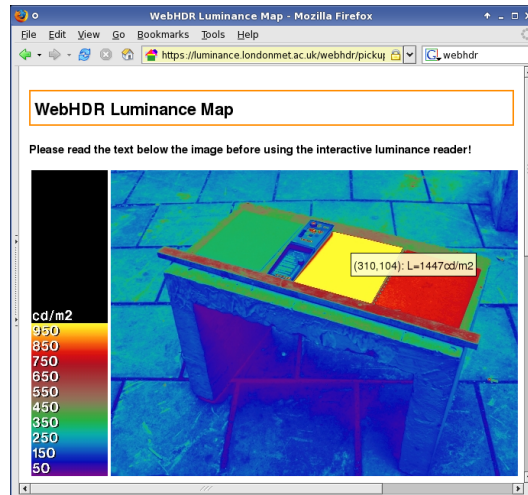 WebHDR Luminance Map - Mozilla Firefox
File Edit View Go Bookmarks Tools Help
https://luminance.londonmet.ac.uk/webhdr/pickup
webhdr
WebHDR Luminance Map
Please read the text below the image before using the interactive luminance reader!
(310,104): L=1447cd/m2
cd/m2
950
850
750
650
550
450
350
250
150
50